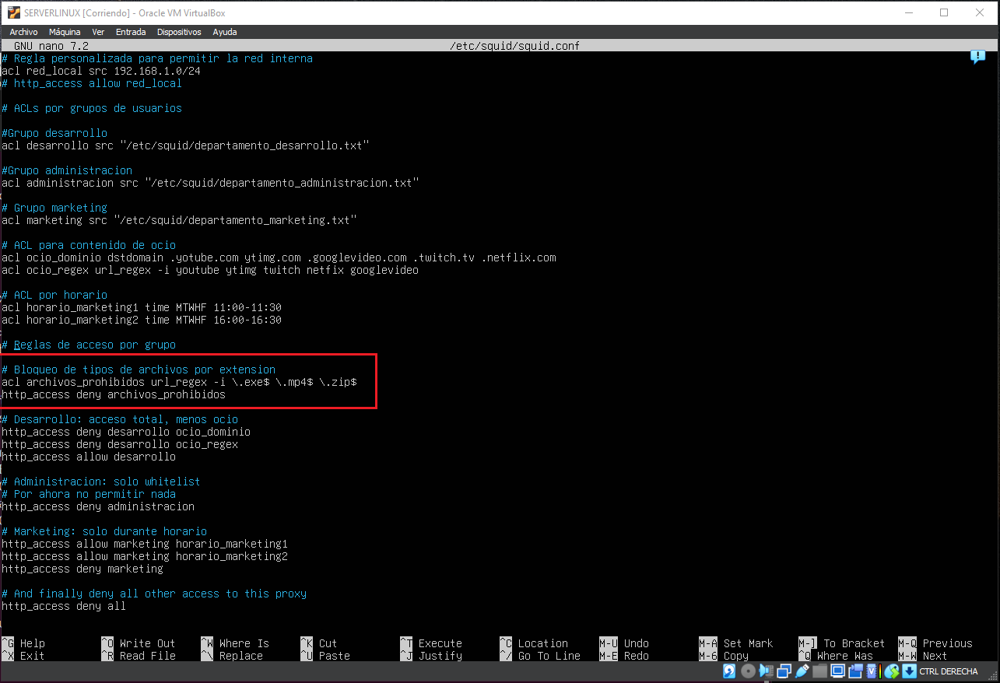 SERVERLINUX [Corriendo] - Oracle VM VirtualBox
Archivo Máquina Ver Entrada Dispositivos Ayuda
GNU nano 7.2 /etc/squid/squid.conf
# Regla personalizada para permitir la red interna
acl red_local src 192.168.1.0/24
# http_access allow red_local
# ACLs por grupos de usuarios
#Grupo desarrollo
acl desarrollo src "/etc/squid/departamento_desarrollo.txt"
#Grupo administracion
acl administracion src "/etc/squid/departamento_administracion.txt"
# Grupo marketing
acl marketing src "/etc/squid/departamento_marketing.txt"
# ACL para contenido de ocio
acl ocio_dominio dstdomain .yotube.com ytimg.com .googlevideo.com .twitch.tv .netflix.com
acl ocio_regex url_regex -i youtube ytimg twitch netfix googlevideo
# ACL por horario
acl horario_marketing1 time MTWHF 11:00-11:30
acl horario_marketing2 time MTWHF 16:00-16:30
# Reglas de acceso por grupo
# Bloqueo de tipos de archivos por extension
acl archivos_prohibidos url_regex -i \.exe$ \.mp4$ \.zip$
http_access deny archivos_prohibidos
# Desarrollo: acceso total, menos ocio
http_access deny desarrollo ocio_dominio
http_access deny desarrollo ocio_regex
http_access allow desarrollo
# Administracion: solo whitelist
# Por ahora no permitir nada
http_access deny administracion
# Marketing: solo durante horario
http_access allow marketing horario_marketing1
http_access allow marketing horario_marketing2
http_access deny marketing
# And finally deny all other access to this proxy
http_access deny all
^G Help ^O Write Out ^W Where Is ^K Cut ^T Execute ^C Location M-U Undo M-A Set Mark M-] To Bracket M-Q Previous
^X Exit ^R Read File ^\ Replace ^U Paste ^J Justify ^/ Go To Line M-E Redo M-6 Copy ^Q Where Was M-W Next
CTRL DERECHA